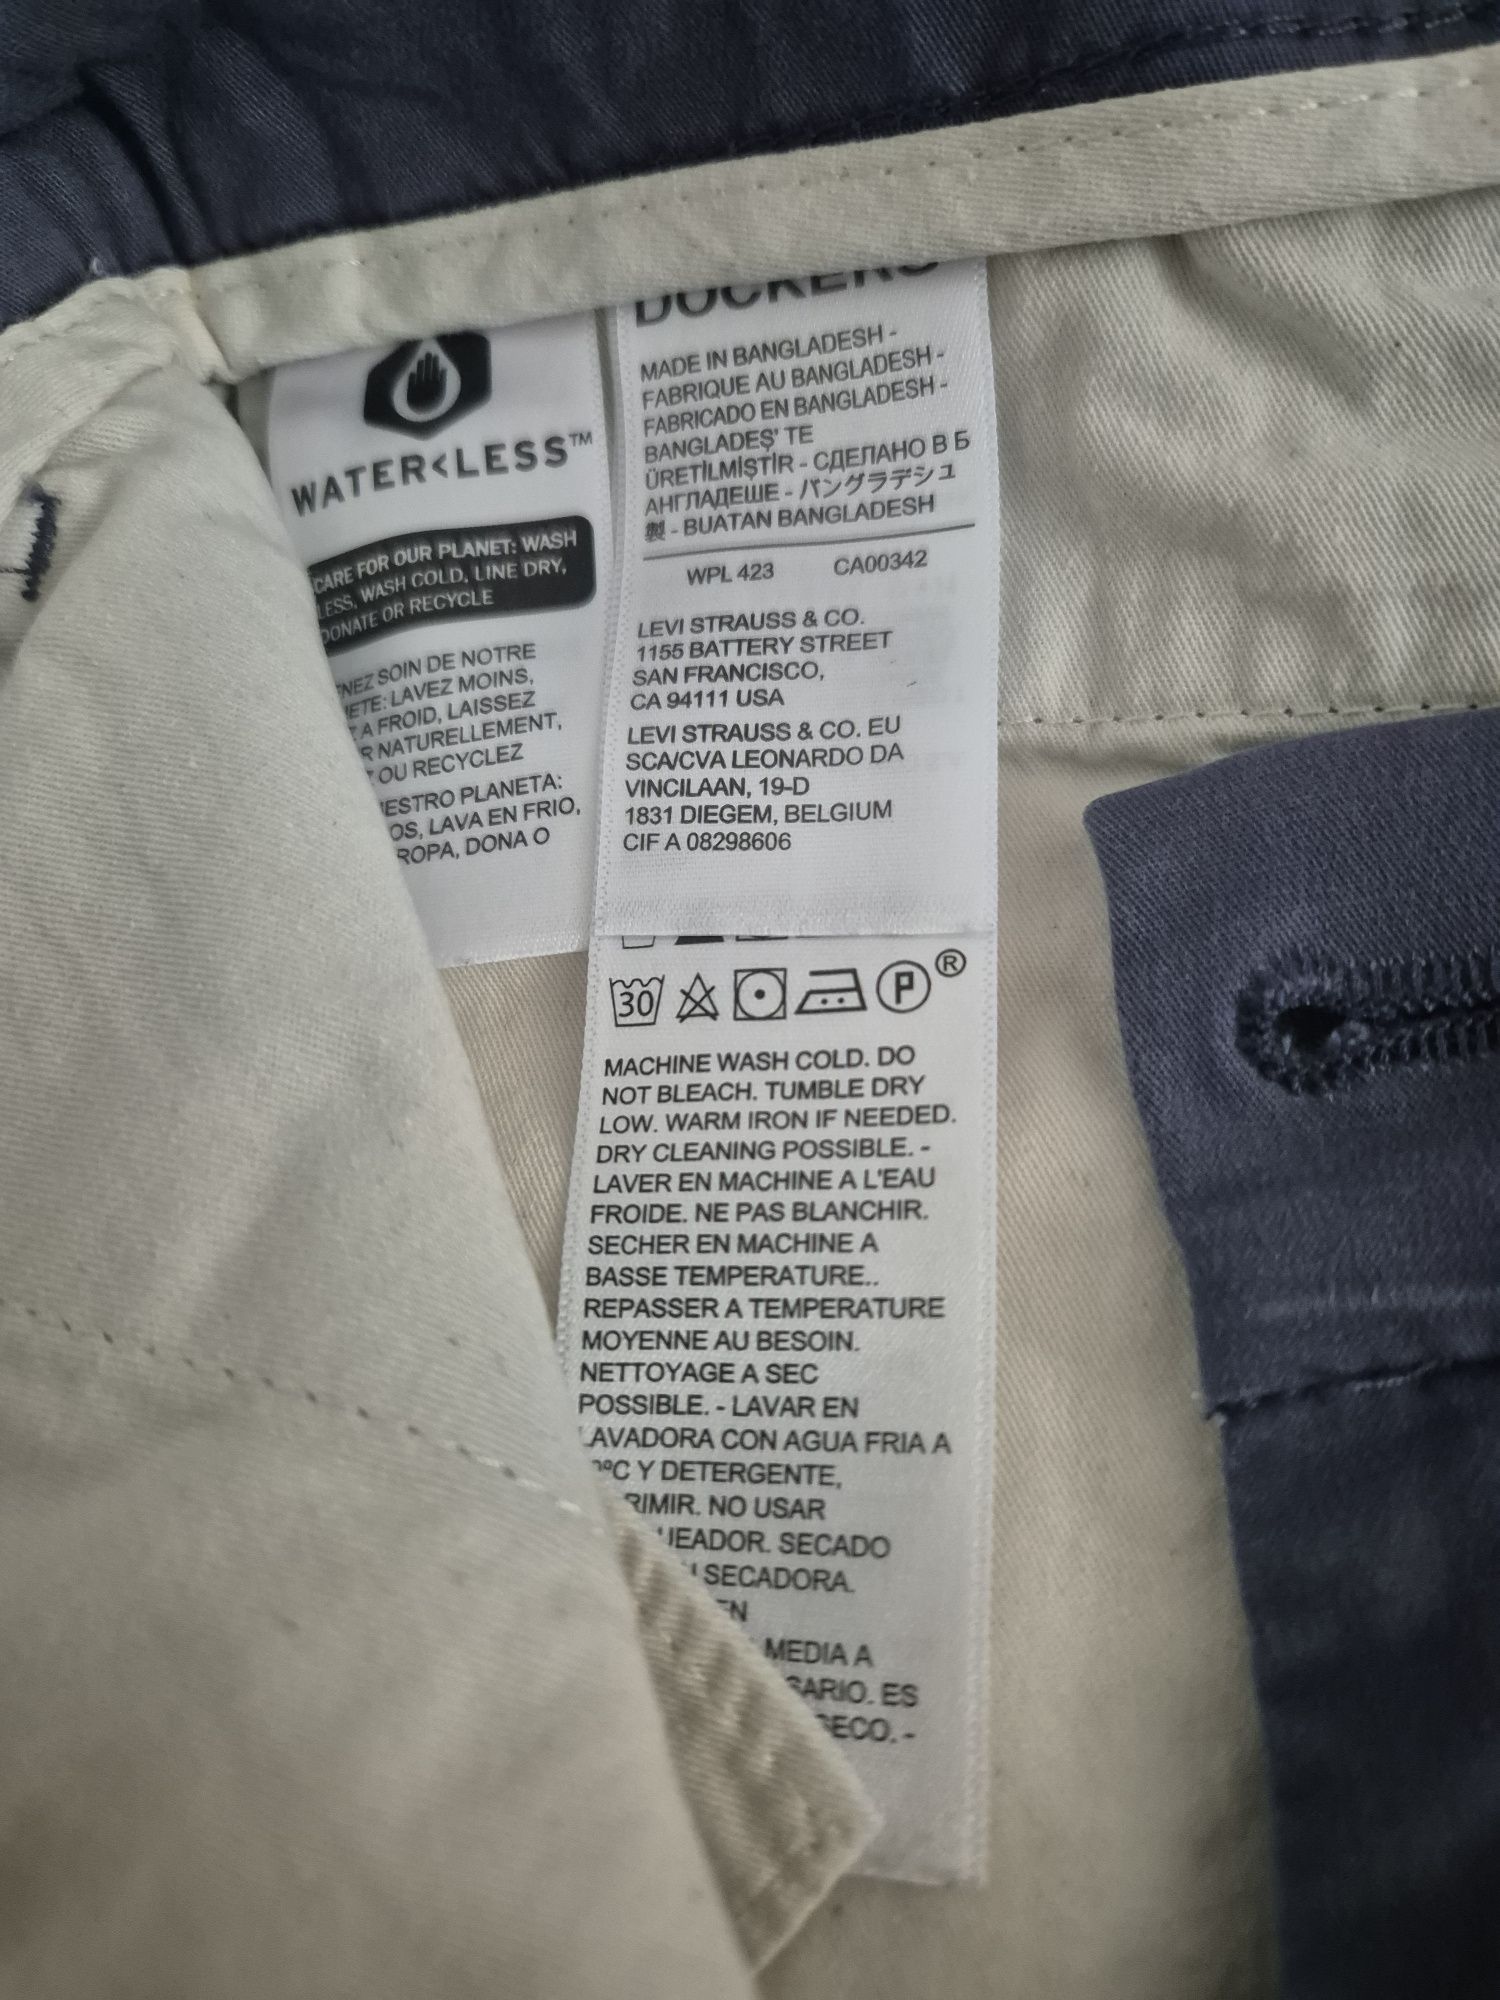 WATER<LESS™
CARE FOR OUR PLANET: WASH
LESS, WASH COLD, LINE DRY,
DONATE OR RECYCLE
SOIN DE NOTRE
LAVEZ MOINS,
A FROID, LAISSEZ
NATURELLEMENT,
OU RECYCLEZ
PLANETA:
LAVA EN FRIO,
ROPA, DONA O
DOCKERS
MADE IN BANGLADESH -
FABRIQUE AU BANGLADESH -
FABRICADO EN BANGLADESH -
BANGLADEŞ' TE
ÜRETİLMİŞTİR - СДЕЛАНО В Б
АНГЛАДЕШЕ - バングラデシュ
製 - BUATAN BANGLADESH
WPL 423 CA00342
LEVI STRAUSS & CO.
1155 BATTERY STREET
SAN FRANCISCO,
CA 94111 USA
LEVI STRAUSS & CO. EU
SCA/CVA LEONARDO DA
VINCILAAN, 19-D
1831 DIEGEM, BELGIUM
CIF A 08298606
30 P ®
MACHINE WASH COLD. DO
NOT BLEACH. TUMBLE DRY
LOW. WARM IRON IF NEEDED.
DRY CLEANING POSSIBLE. -
LAVER EN MACHINE A L'EAU
FROIDE. NE PAS BLANCHIR.
SECHER EN MACHINE A
BASSE TEMPERATURE..
REPASSER A TEMPERATURE
MOYENNE AU BESOIN.
NETTOYAGE A SEC
POSSIBLE. - LAVAR EN
LAVADORA CON AGUA FRIA A
ºC Y DETERGENTE,
NO USAR
SECADO
SECADORA.
EN
MEDIA A
ES
SECO. -